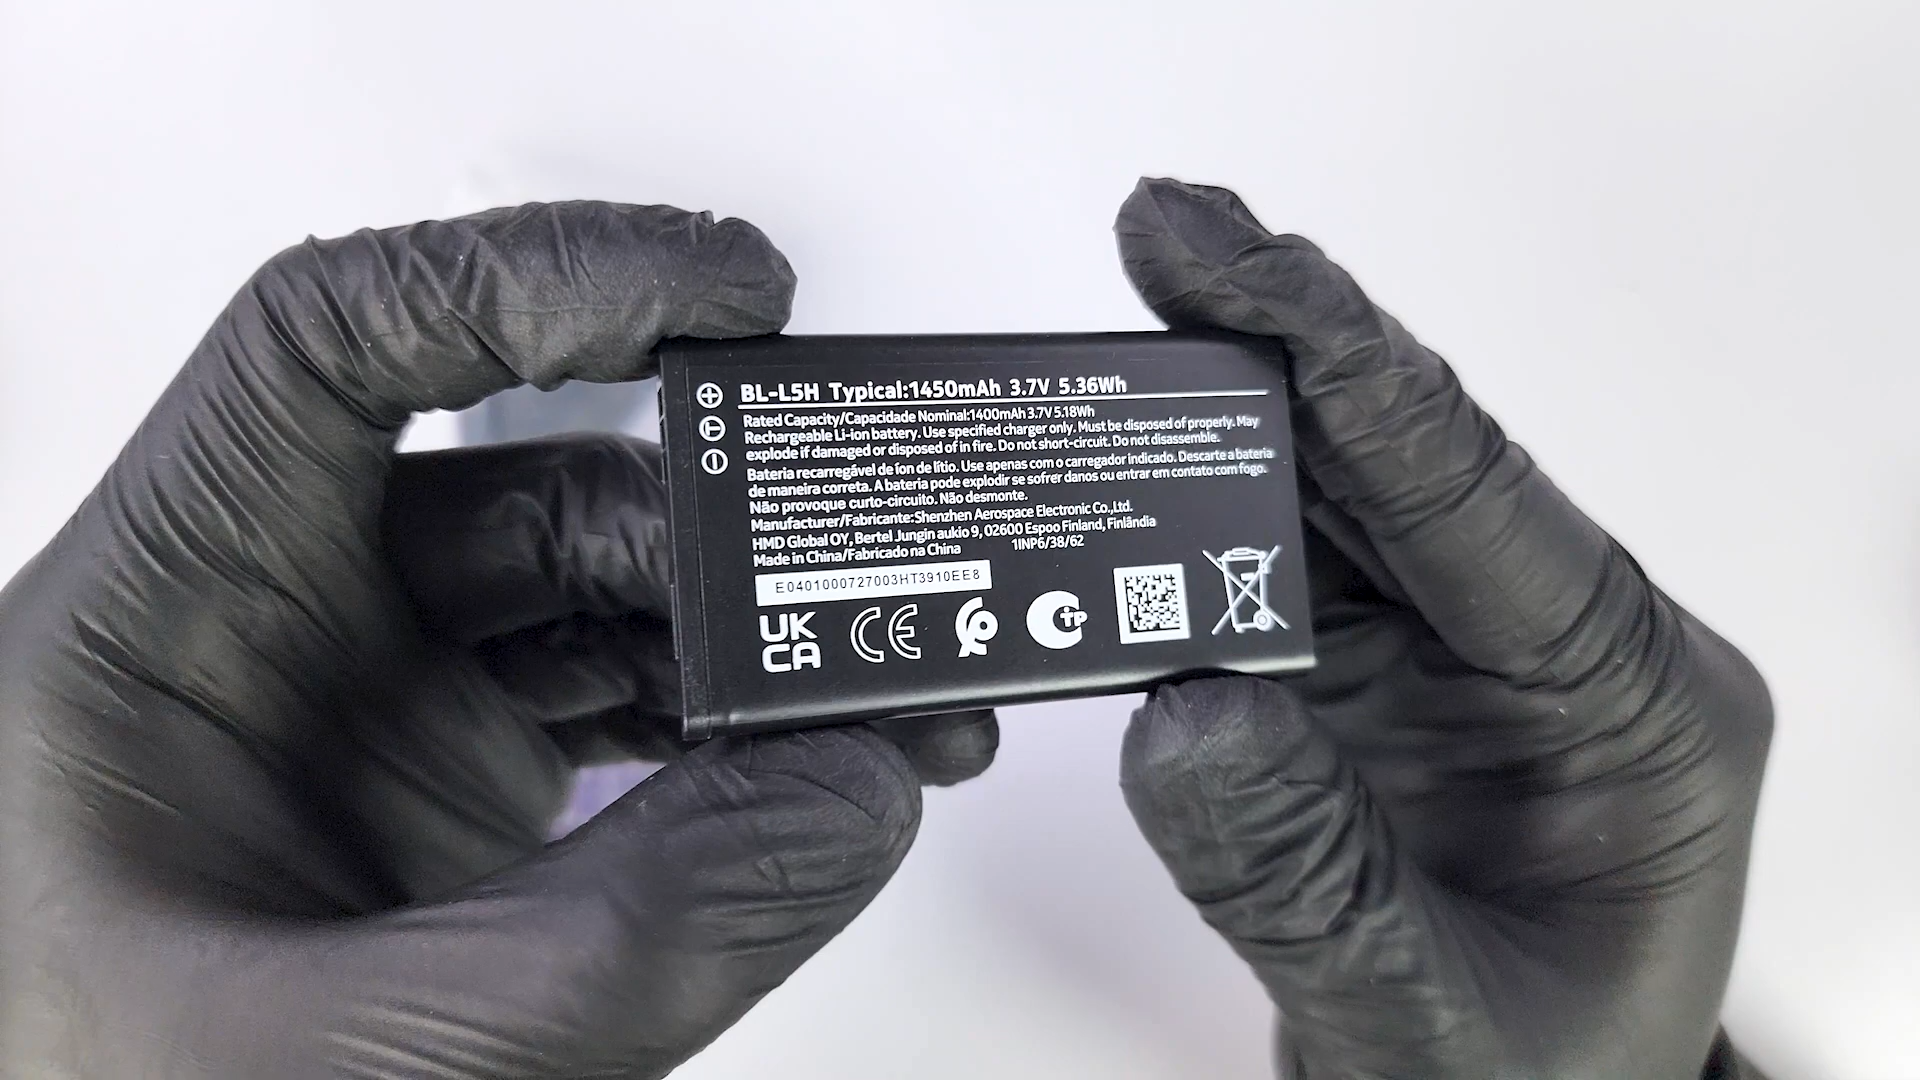 BL-L5H Typical:1450mAh 3.7V 5.36Wh
Rated Capacity/Capacidade Nominal:1400mAh 3.7V 5.18Wh
Rechargeable Li-ion battery. Use specified charger only. Must be disposed of properly. May
explode if damaged or disposed of in fire. Do not short-circuit. Do not disassemble.
Bateria recarregável de íon de lítio. Use apenas com o carregador indicado. Descarte a bateria
de maneira correta. A bateria pode explodir se sofrer danos ou entrar em contato com fogo.
Não provoque curto-circuito. Não desmonte.
Manufacturer/Fabricante:Shenzhen Aerospace Electronic Co.,Ltd.
HMD Global OY, Bertel Jungin aukio 9, 02600 Espoo Finland, Finlândia
Made in China/Fabricado na China 1INP6/38/62
E0401000727003HT3910EE8
UK
CA
CE